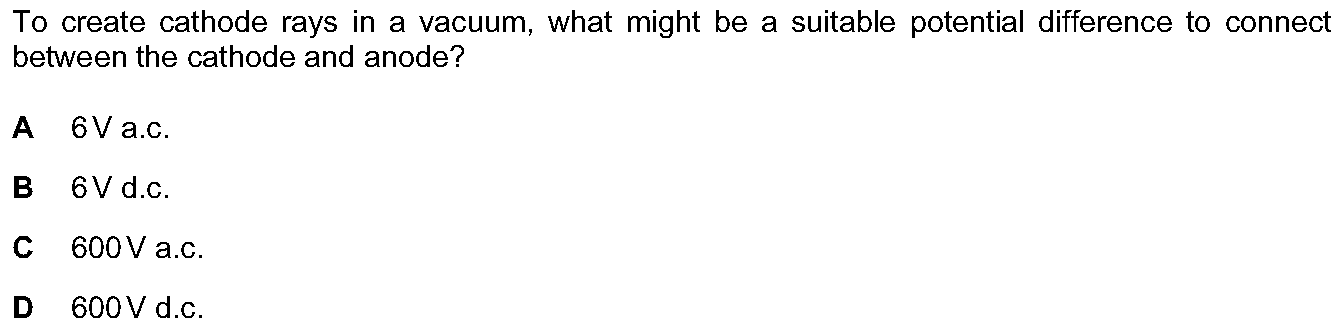 To create cathode rays in a vacuum, what might be a suitable potential difference to connect
between the cathode and anode?
A 6 V a.c.
B 6 V d.c.
C 600 V a.c.
D 600 V d.c.